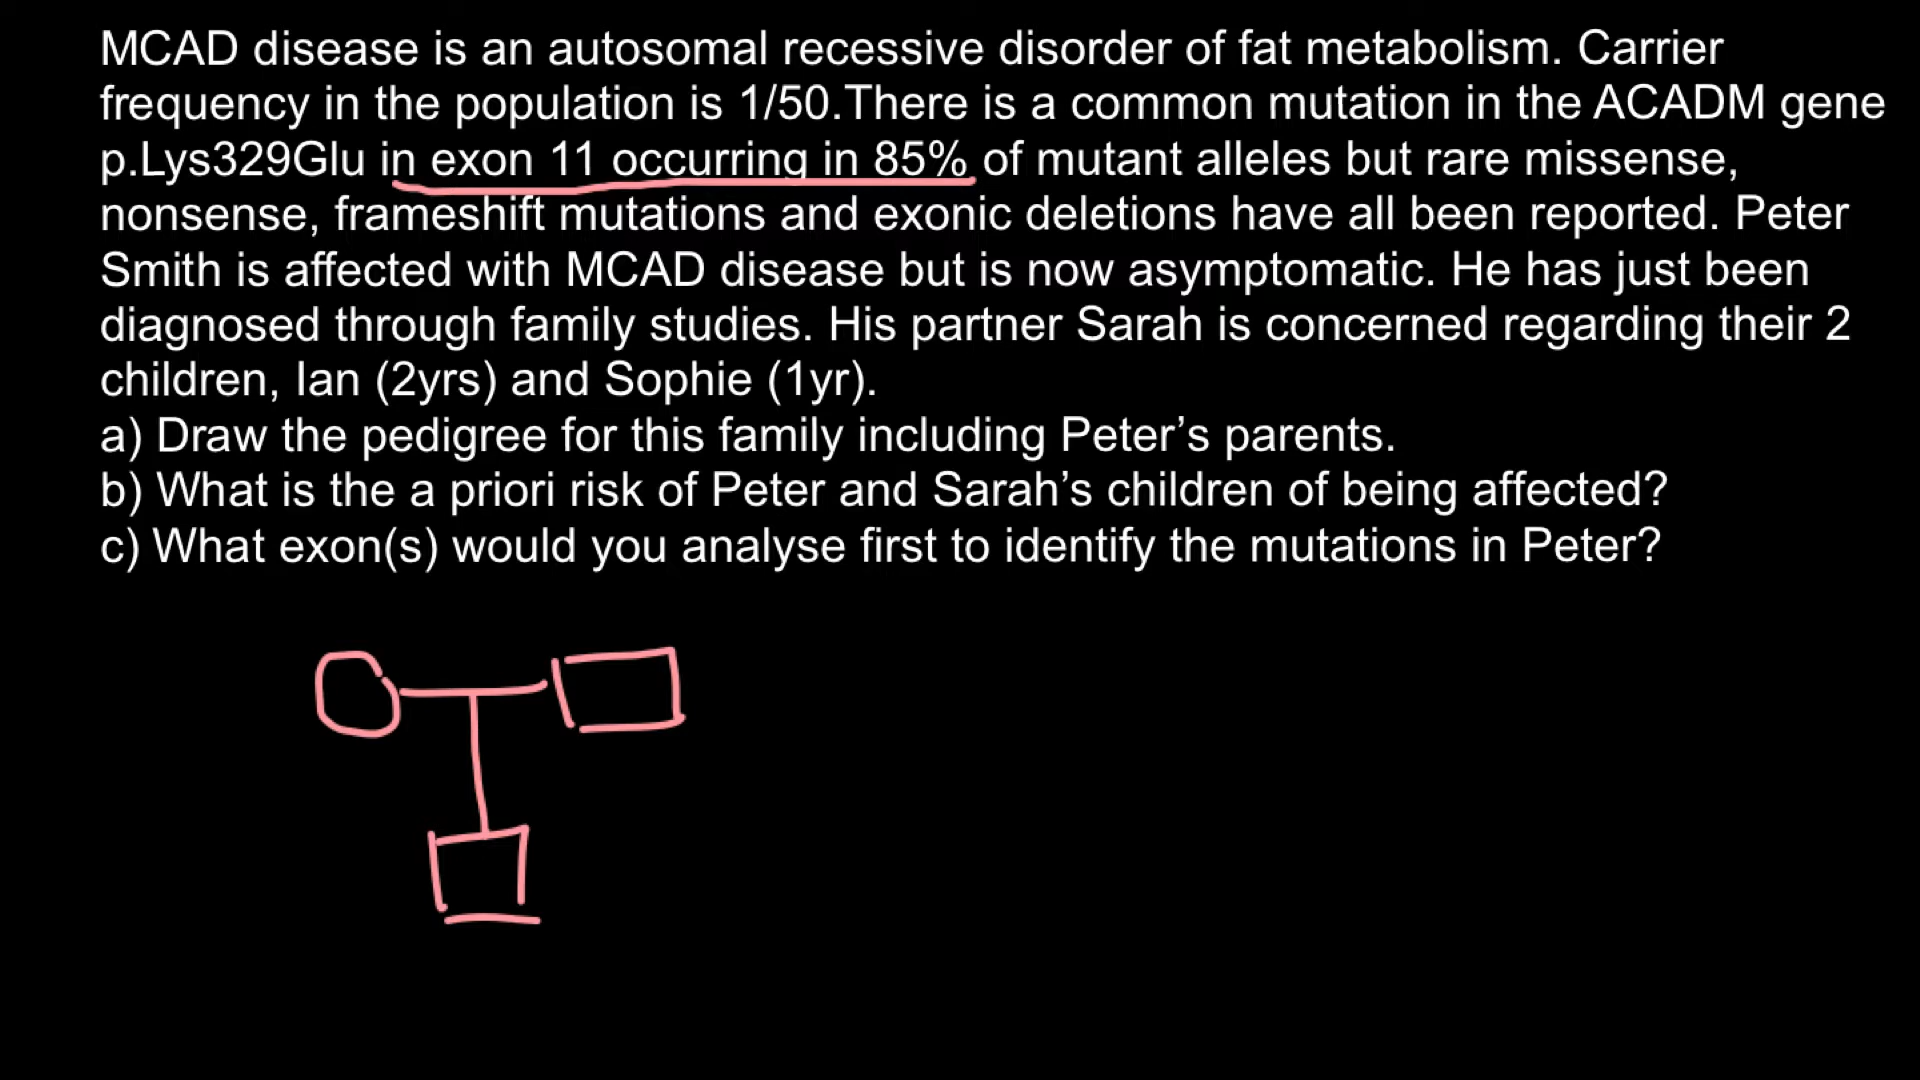 MCAD disease is an autosomal recessive disorder of fat metabolism. Carrier
frequency in the population is 1/50.There is a common mutation in the ACADM gene
p.Lys329Glu in exon 11 occurring in 85% of mutant alleles but rare missense,
nonsense, frameshift mutations and exonic deletions have all been reported. Peter
Smith is affected with MCAD disease but is now asymptomatic. He has just been
diagnosed through family studies. His partner Sarah is concerned regarding their 2
children, Ian (2yrs) and Sophie (1yr).
a) Draw the pedigree for this family including Peter’s parents.
b) What is the a priori risk of Peter and Sarah’s children of being affected?
c) What exon(s) would you analyse first to identify the mutations in Peter?